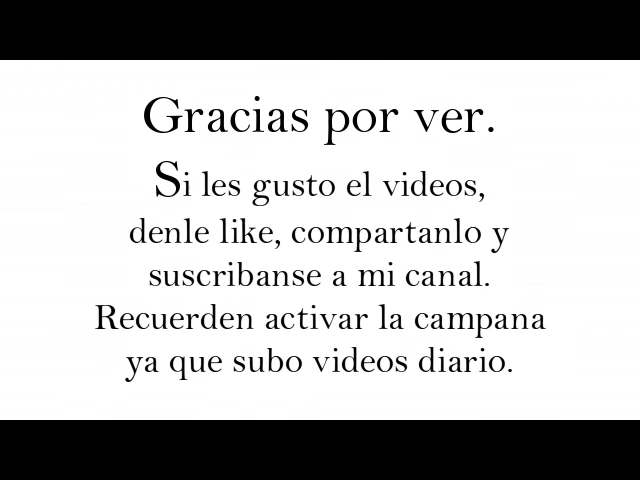 Gracias por ver.
Si les gusto el videos,
denle like, compartanlo y
suscribanse a mi canal.
Recuerden activar la campana
ya que subo videos diario.